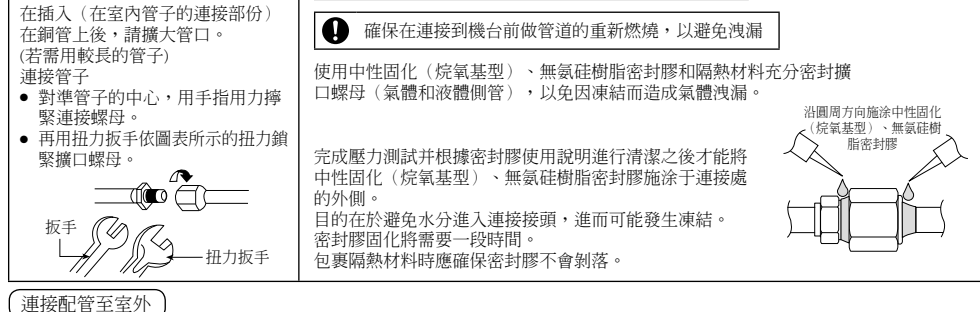 在插入（在室內管子的連接部份）
在銅管上後，請擴大管口。
(若需用較長的管子)
連接管子
● 對準管子的中心，用手指用力擰
緊連接螺母。
● 再用扭力扳手依圖表所示的扭力鎖
緊擴口螺母。
扳手
扭力扳手
確保在連接到機台前做管道的重新燃燒，以避免洩漏
使用中性固化（烷氧基型）、無氨硅樹脂密封膠和隔熱材料充分密封擴
口螺母（氣體和液體側管），以免因凍結而造成氣體洩漏。
完成壓力測試并根據密封膠使用說明進行清潔之後才能將
中性固化（烷氧基型）、無氨硅樹脂密封膠施涂于連接處
的外側。
目的在於避免水分進入連接接頭，進而可能發生凍結。
密封膠固化將需要一段時間。
包裹隔熱材料時應確保密封膠不會剝落。
沿圓周方向施涂中性固化
（烷氧基型）、無氨硅樹
脂密封膠
連接配管至室外